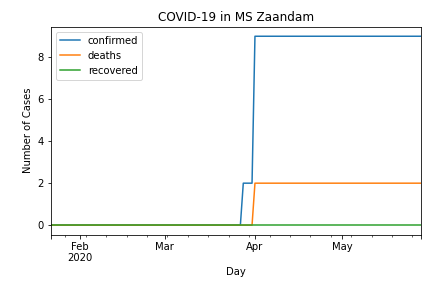 COVID-19 in MS Zaandam
confirmed
deaths
recovered
Number of Cases
8
6
4
2
0
Feb
2020
Mar
Apr
May
Day